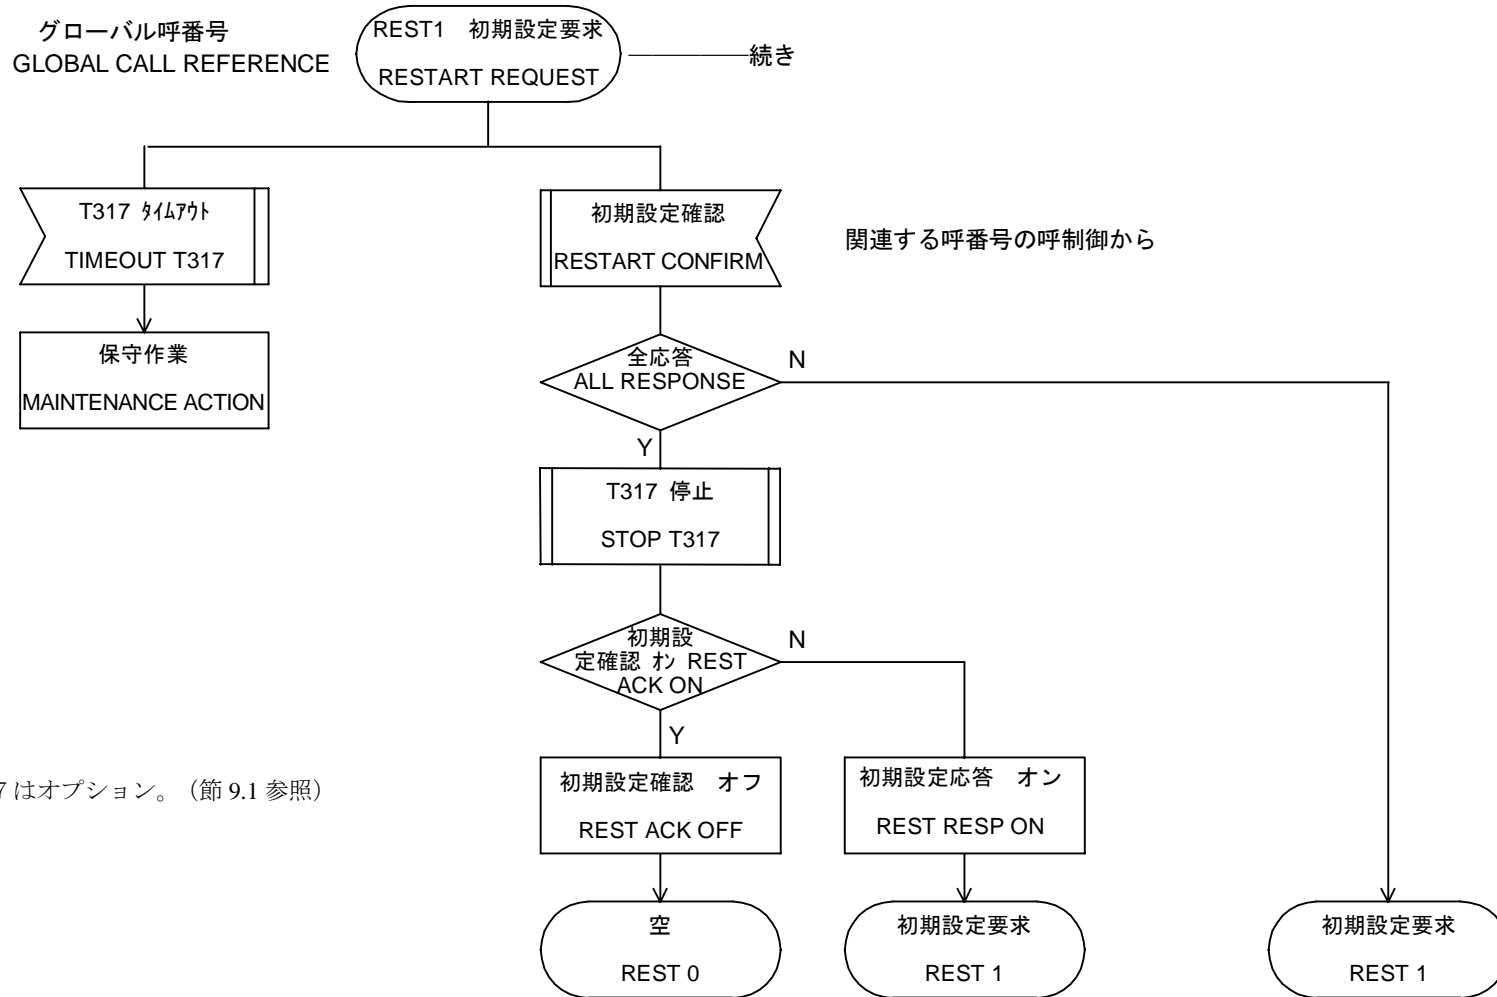 グローバル呼番号
GLOBAL CALL REFERENCE
REST1 初期設定要求
RESTART REQUEST
続き
T317 ﾀｲﾑｱｳﾄ
TIMEOUT T317
初期設定確認
RESTART CONFIRM
関連する呼番号の呼制御から
保守作業
MAINTENANCE ACTION
全応答
ALL RESPONSE
N
Y
T317 停止
STOP T317
初期設
定確認 ｵﾝ REST
ACK ON
N
Y
7はオプション。（節 9.1 参照）
初期設定確認 オフ
REST ACK OFF
初期設定応答 オン
REST RESP ON
空
REST 0
初期設定要求
REST 1
初期設定要求
REST 1